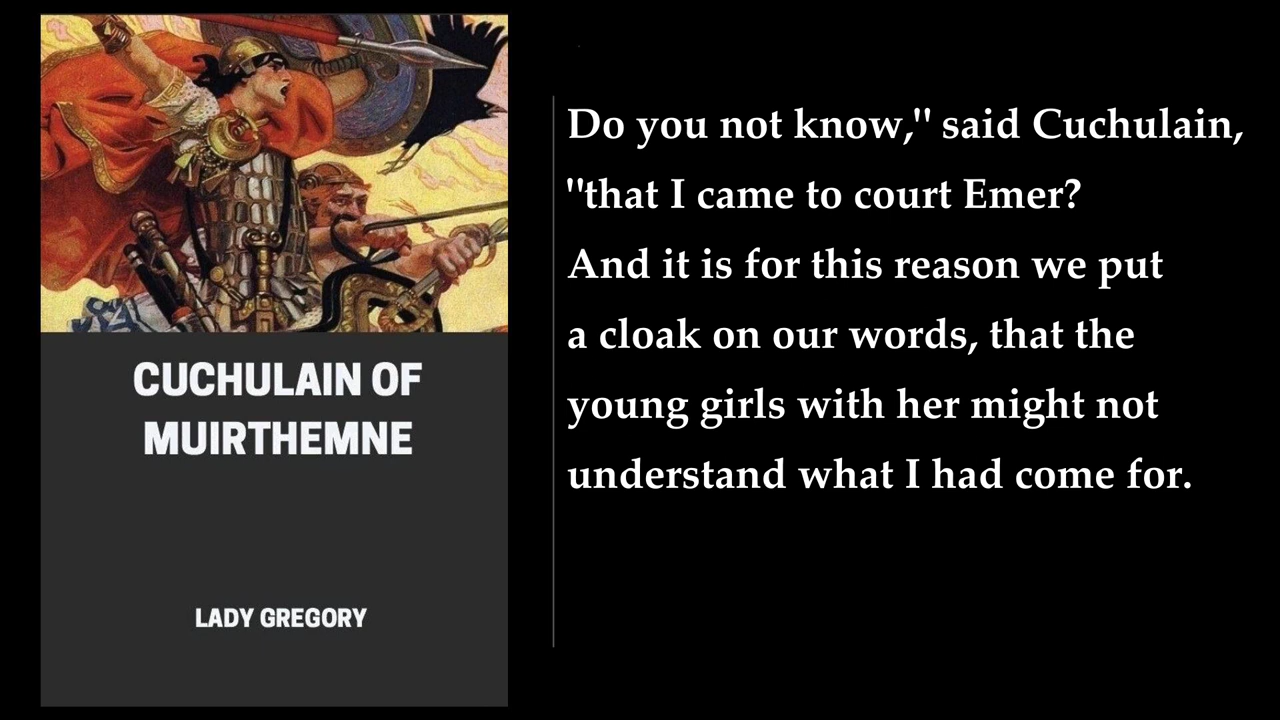 CUCHULAIN OF
MUIRTHEMNE
LADY GREGORY
Do you not know," said Cuchulain,
"that I came to court Emer?
And it is for this reason we put
a cloak on our words, that the
young girls with her might not
understand what I had come for.